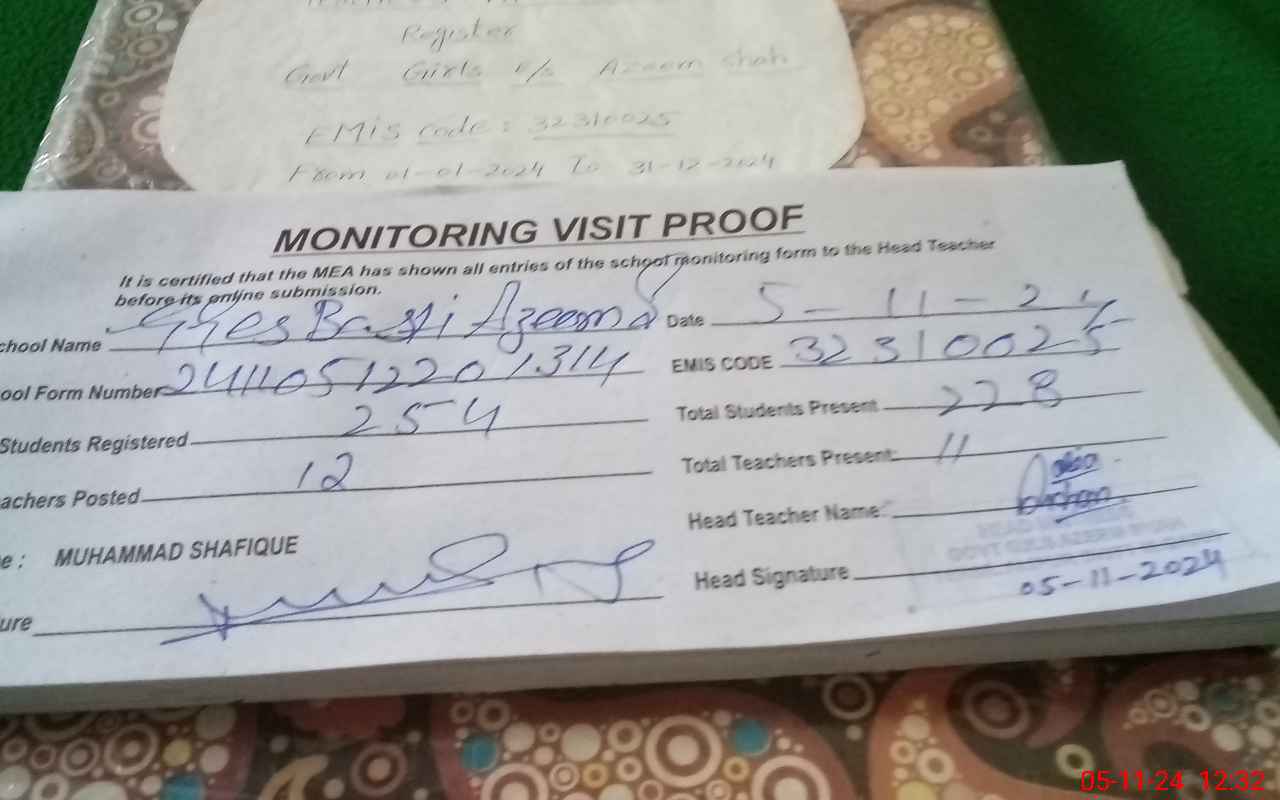 Register
Govt Girls E/S Azeem Shah
EMIS Code : 32310025
From 01-01-2024 To 31-12-2024
MONITORING VISIT PROOF
It is certified that the MEA has shown all entries of the school monitoring form to the Head Teacher
before its online submission.
chool Name GGES Basti Azeem Date 5-11-24
ool Form Number 241105122201314 EMIS CODE 32310025
Students Registered 254 Total Students Present 228
achers Posted 12 Total Teachers Present: 11
e : MUHAMMAD SHAFIQUE Head Teacher Name:
ure Head Signature
05-11-2024
05-11-24 12:32